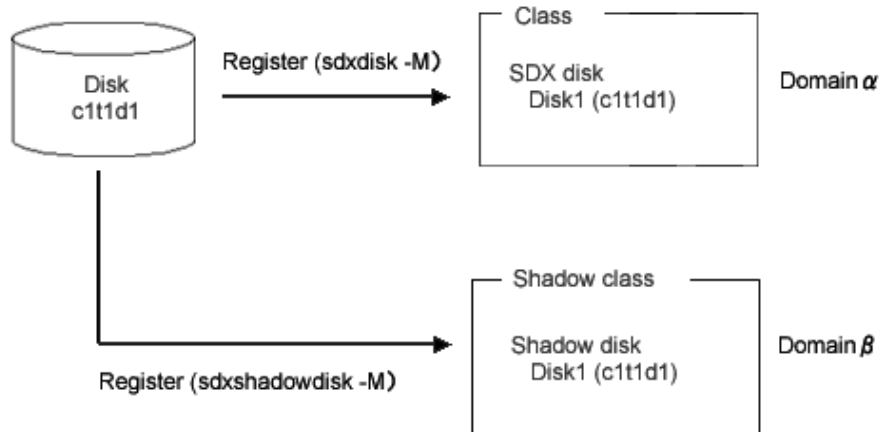 Class
Register (sdxdisk -M)
Disk
c1t1d1
SDX disk
Disk1 (c1t1d1)
Domain α
Shadow class
Shadow disk
Disk1 (c1t1d1)
Domain β
Register (sdxshadowdisk -M)